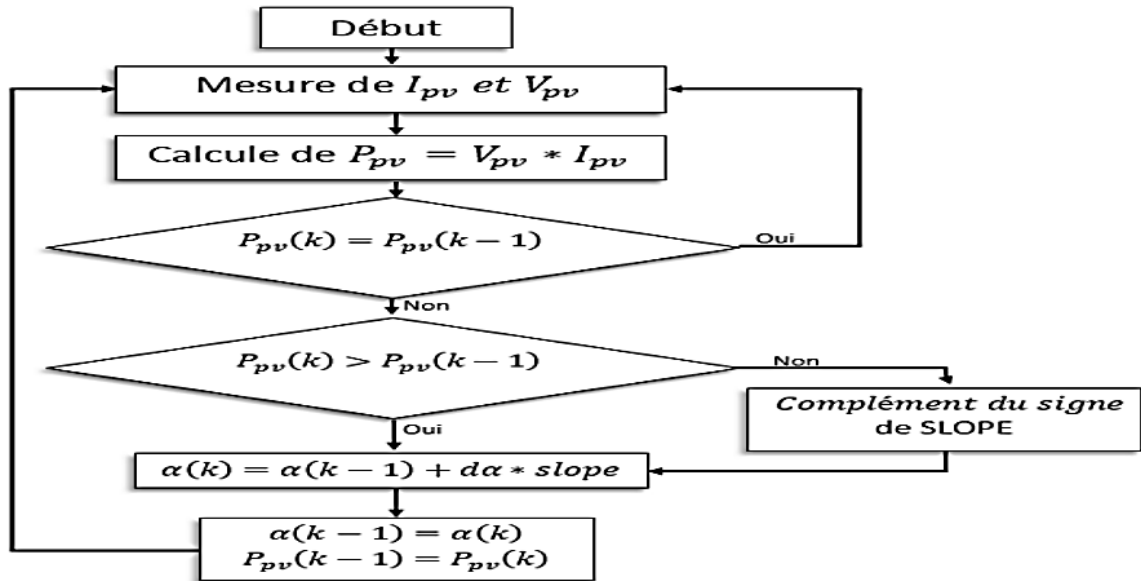 Début
Mesure de I_pv et V_pv
Calcule de P_pv = V_pv * I_pv
P_pv(k) = P_pv(k − 1)
Oui
Non
P_pv(k) > P_pv(k − 1)
Non
Complément du signe
de SLOPE
Oui
α(k) = α(k − 1) + dα * slope
α(k − 1) = α(k)
P_pv(k − 1) = P_pv(k)